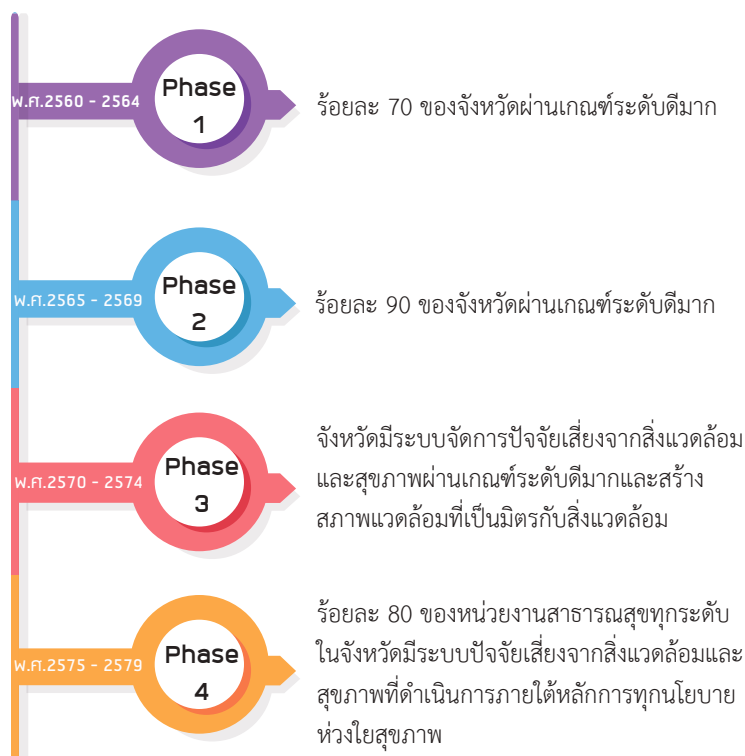 พ.ศ.2560 - 2564
Phase
1
ร้อยละ 70 ของจังหวัดผ่านเกณฑ์ระดับดีมาก
พ.ศ.2565 - 2569
Phase
2
ร้อยละ 90 ของจังหวัดผ่านเกณฑ์ระดับดีมาก
พ.ศ.2570 - 2574
Phase
3
จังหวัดมีระบบจัดการปัจจัยเสี่ยงจากสิ่งแวดล้อม
และสุขภาพผ่านเกณฑ์ระดับดีมากและสร้าง
สภาพแวดล้อมที่เป็นมิตรกับสิ่งแวดล้อม
พ.ศ.2575 - 2579
Phase
4
ร้อยละ 80 ของหน่วยงานสาธารณสุขทุกระดับ
ในจังหวัดมีระบบปัจจัยเสี่ยงจากสิ่งแวดล้อมและ
สุขภาพที่ดำเนินการภายใต้หลักการทุกนโยบาย
ห่วงใยสุขภาพ